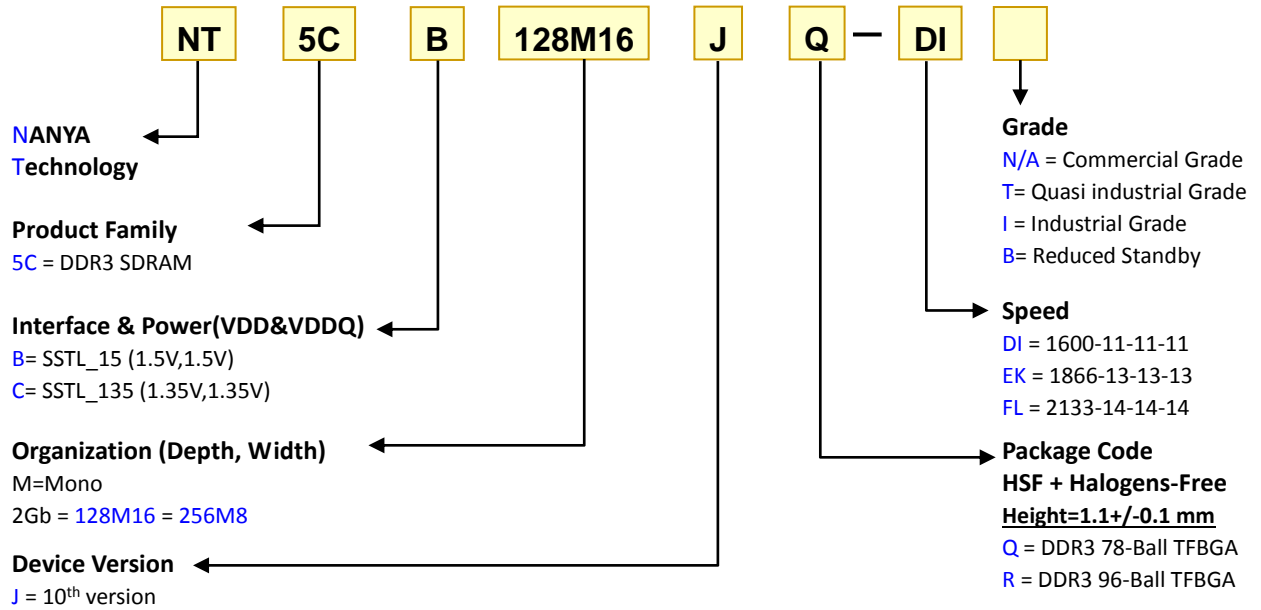 NT 5C B 128M16 J Q — DI
NANYA
Technology
Product Family
5C = DDR3 SDRAM
Interface & Power(VDD&VDDQ)
B= SSTL_15 (1.5V,1.5V)
C= SSTL_135 (1.35V,1.35V)
Organization (Depth, Width)
M=Mono
2Gb = 128M16 = 256M8
Device Version
J = 10th version
Grade
N/A = Commercial Grade
T= Quasi industrial Grade
I = Industrial Grade
B= Reduced Standby
Speed
DI = 1600-11-11-11
EK = 1866-13-13-13
FL = 2133-14-14-14
Package Code
HSF + Halogens-Free
Height=1.1+/-0.1 mm
Q = DDR3 78-Ball TFBGA
R = DDR3 96-Ball TFBGA